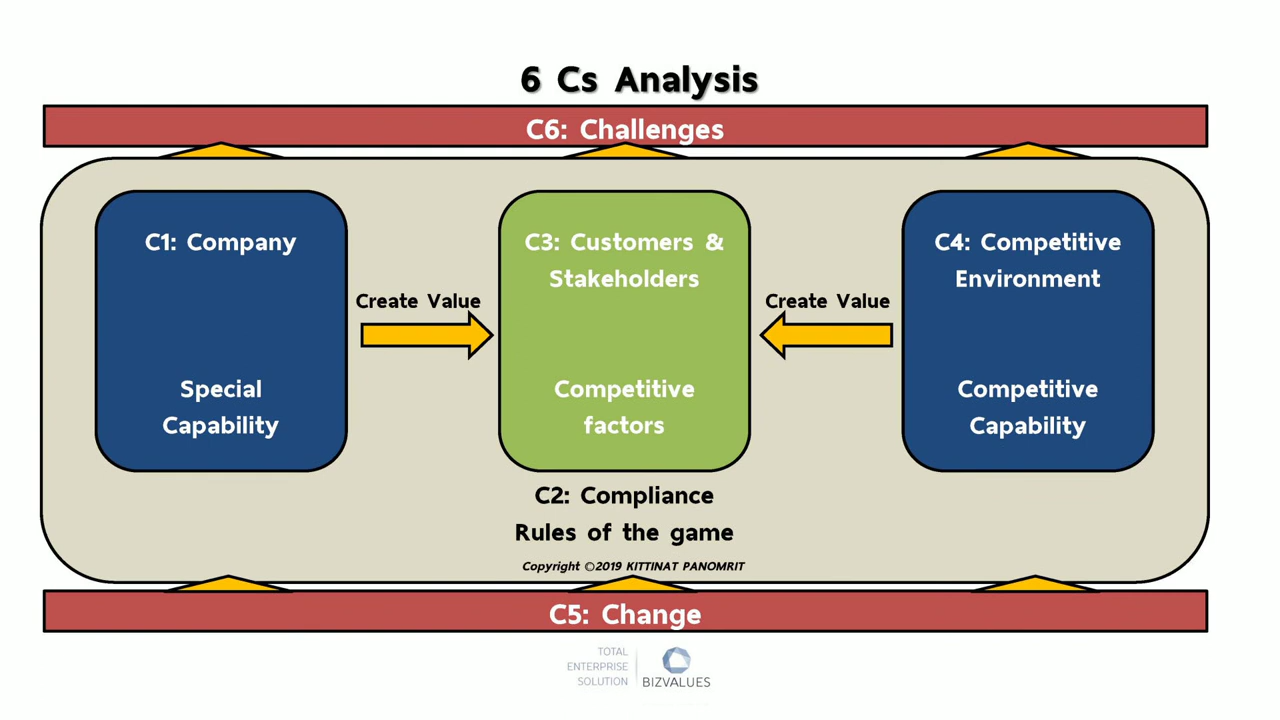 6 Cs Analysis
C6: Challenges
C1: Company
Special
Capability
Create Value
C3: Customers &
Stakeholders
Competitive
factors
Create Value
C4: Competitive
Environment
Competitive
Capability
C2: Compliance
Rules of the game
Copyright ©2019 KITTINAT PANOMRIT
C5: Change
TOTAL
ENTERPRISE
SOLUTION
BIZVALUES